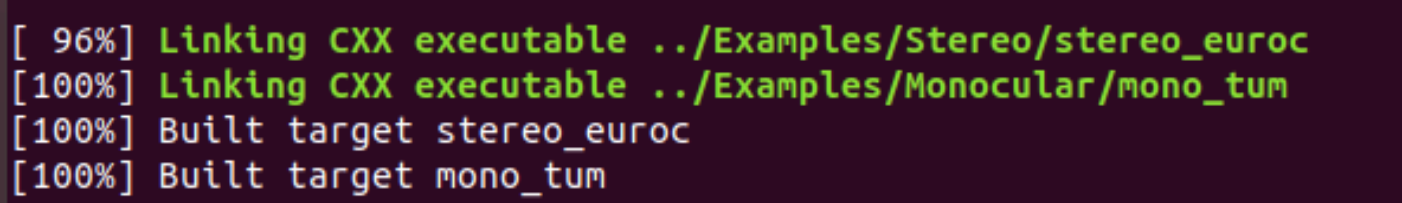 [ 96%] Linking CXX executable ../Examples/Stereo/stereo_euroc
[100%] Linking CXX executable ../Examples/Monocular/mono_tum
[100%] Built target stereo_euroc
[100%] Built target mono_tum